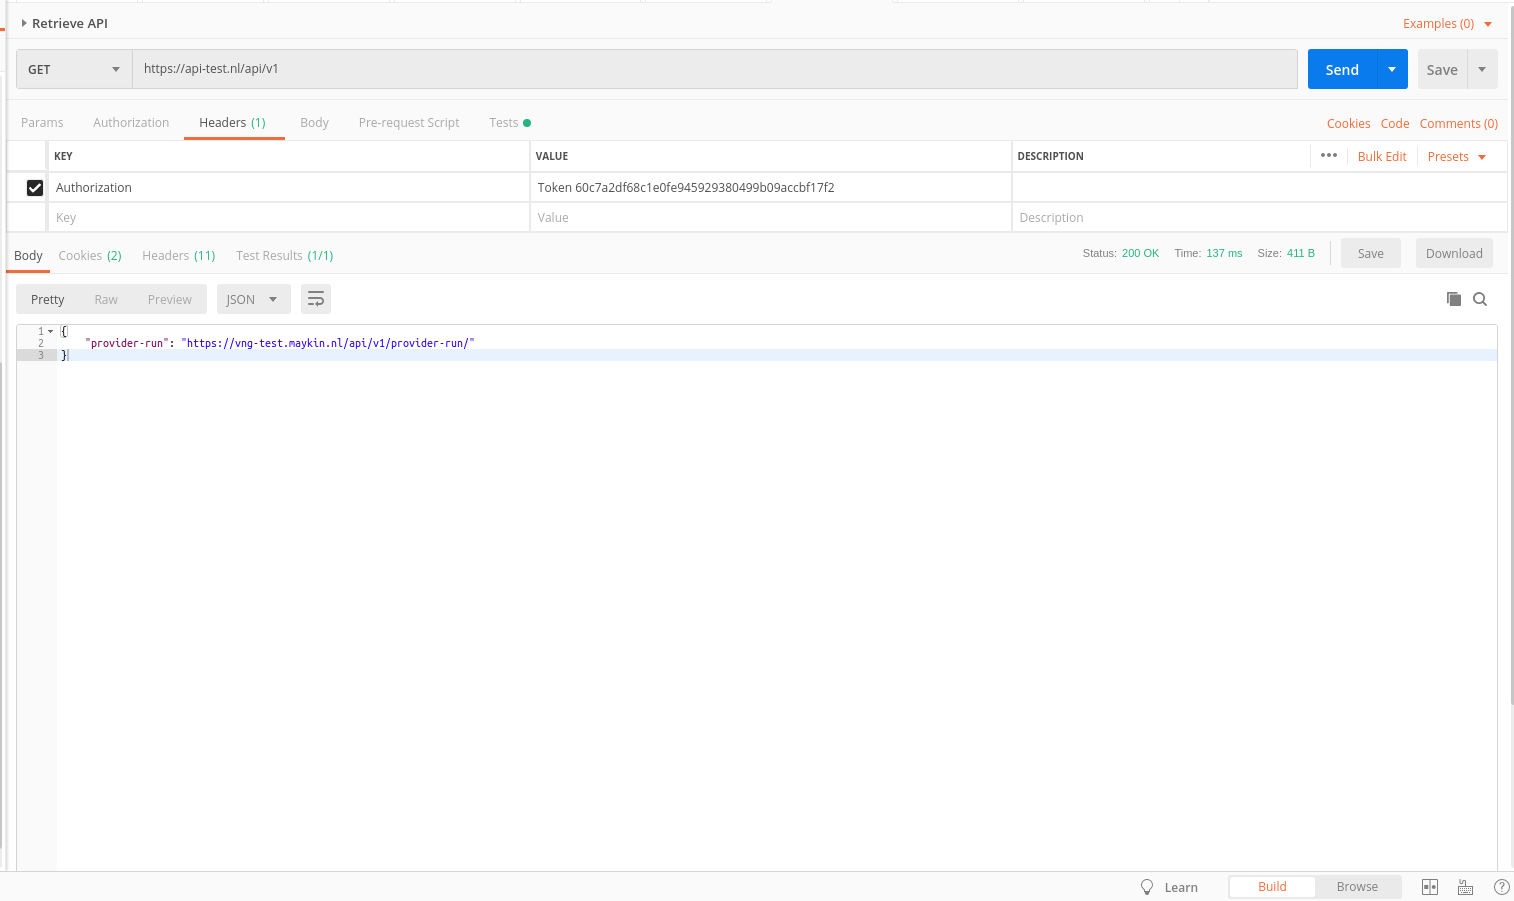 Retrieve API
Examples (0)
GET
https://api-test.nl/api/v1
Send
Save
Params
Authorization
Headers (1)
Body
Pre-request Script
Tests
Cookies
Code
Comments (0)
KEY
VALUE
DESCRIPTION
Bulk Edit
Presets
Authorization
Token 60c7a2df68c1e0fe945929380499b09accbf17f2
Key
Value
Description
Body
Cookies (2)
Headers (11)
Test Results (1/1)
Status: 200 OK
Time: 137 ms
Size: 411 B
Save
Download
Pretty
Raw
Preview
JSON
1 {
2 "provider-run": "https://vng-test.maykin.nl/api/v1/provider-run/"
3 }
Learn
Build
Browse